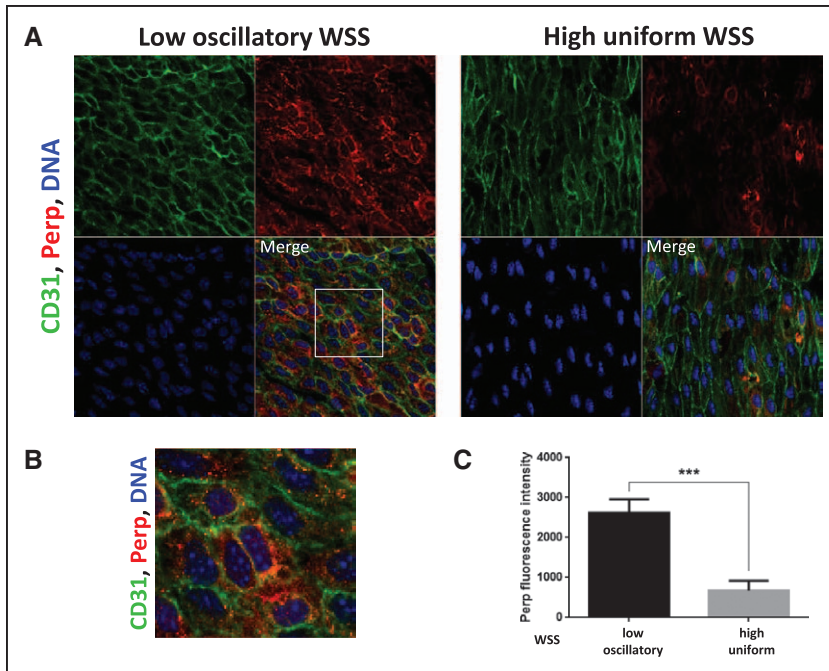 A
Low oscillatory WSS
High uniform WSS
CD31, Perp, DNA
Merge
Merge
B
CD31, Perp, DNA
C
Perp fluorescence intensity
4000
3000
2000
1000
0
***
WSS
low
oscillatory
high
uniform